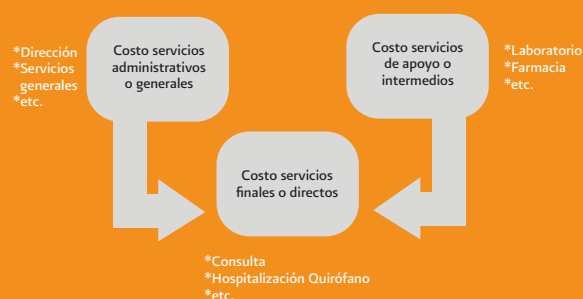 *Dirección
*Servicios
generales
*etc.
Costo servicios
administrativos
o generales
Costo servicios
de apoyo o
intermedios
*Laboratorio
*Farmacia
*etc.
Costo servicios
finales o directos
*Consulta
*Hospitalización Quirófano
*etc.